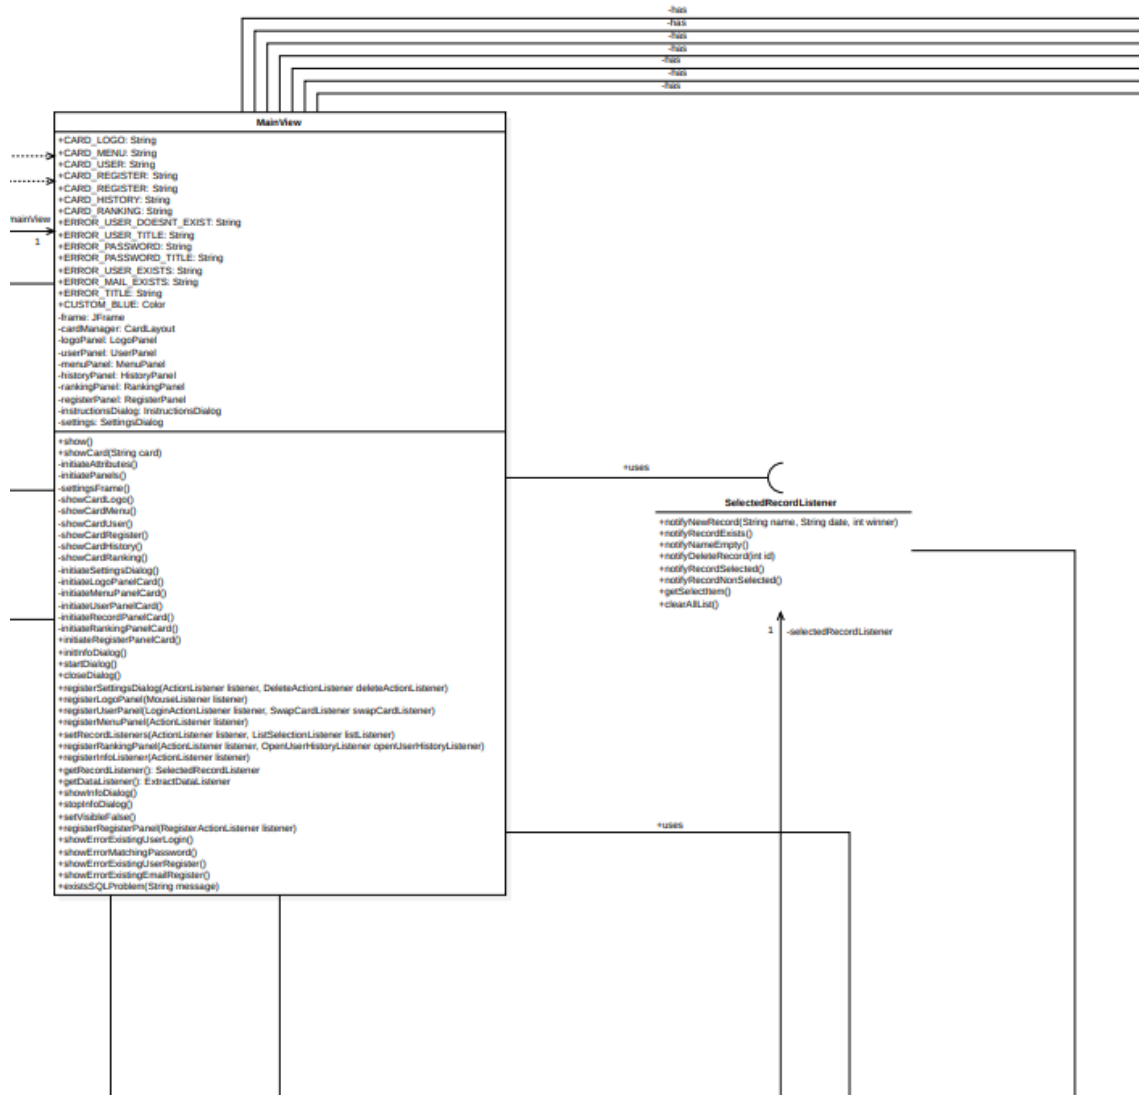 -has
-has
-has
-has
-has
-has
-has
MainView
+CARD_LOGO: String
+CARD_MENU: String
+CARD_USER: String
+CARD_REGISTER: String
+CARD_REGISTER: String
+CARD_HISTORY: String
+CARD_RANKING: String
+ERROR_USER_DOESNT_EXIST: String
+ERROR_USER_TITLE: String
+ERROR_PASSWORD: String
+ERROR_PASSWORD_TITLE: String
+ERROR_USER_EXISTS: String
+ERROR_MAIL_EXISTS: String
+ERROR_TITLE: String
+CUSTOM_BLUE: Color
-frame: JFrame
-cardManager: CardLayout
-logoPanel: LogoPanel
-userPanel: UserPanel
-menuPanel: MenuPanel
-historyPanel: HistoryPanel
-rankingPanel: RankingPanel
-registerPanel: RegisterPanel
-instructionsDialog: InstructionsDialog
-settings: SettingsDialog
mainView
1
+show()
+showCard(String card)
-initiateAttributes()
-initiatePanels()
-settingsFrame()
-showCardLogo()
-showCardMenu()
-showCardUser()
-showCardRegister()
-showCardHistory()
-showCardRanking()
-initiateSettingsDialog()
-initiateLogoPanelCard()
-initiateMenuPanelCard()
-initiateUserPanelCard()
-initiateRecordPanelCard()
-initiateRankingPanelCard()
+initiateRegisterPanelCard()
+initInfoDialog()
+startDialog()
+closeDialog()
+registerSettingsDialog(ActionListener listener, DeleteActionListener deleteActionListener)
+registerLogoPanel(MouseListener listener)
+registerUserPanel(LoginActionListener listener, SwapCardListener swapCardListener)
+registerMenuPanel(ActionListener listener)
+setRecordListeners(ActionListener listener, ListSelectionListener listListener)
+registerRankingPanel(ActionListener listener, OpenUserHistoryListener openUserHistoryListener)
+registerInfoListener(ActionListener listener)
+getRecordListener(): SelectedRecordListener
+getDataListener(): ExtractDataListener
+showInfoDialog()
+stopInfoDialog()
+setVisibleFalse()
+registerRegisterPanel(RegisterActionListener listener)
+showErrorExistingUserLogin()
+showErrorMatchingPassword()
+showErrorExistingUserRegister()
+showErrorExistingEmailRegister()
+existsSQLProblem(String message)
+uses
SelectedRecordListener
+notifyNewRecord(String name, String date, int winner)
+notifyRecordExists()
+notifyNameEmpty()
+notifyDeleteRecord(int id)
+notifyRecordSelected()
+notifyRecordNonSelected()
+getSelectItem()
+clearAllList()
1
-selectedRecordListener
+uses